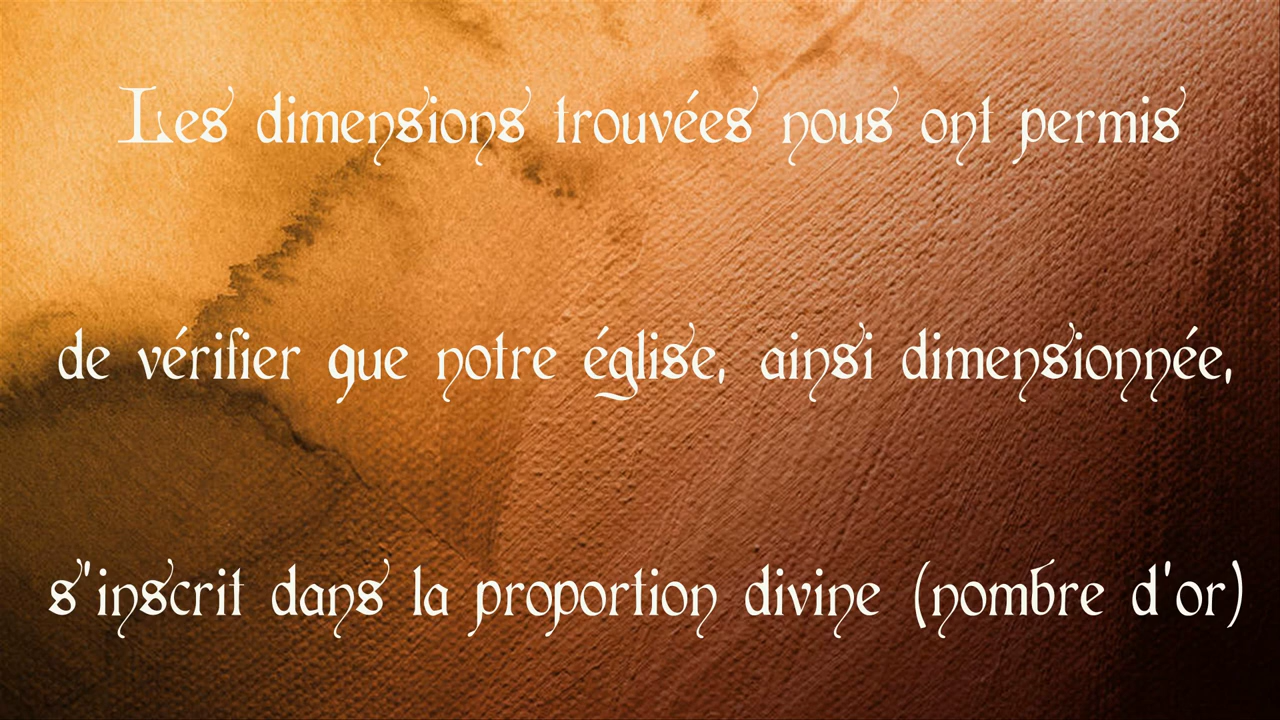 Les dimensions trouvées nous ont permis
de vérifier que notre église, ainsi dimensionnée,
s'inscrit dans la proportion divine (nombre d'or)